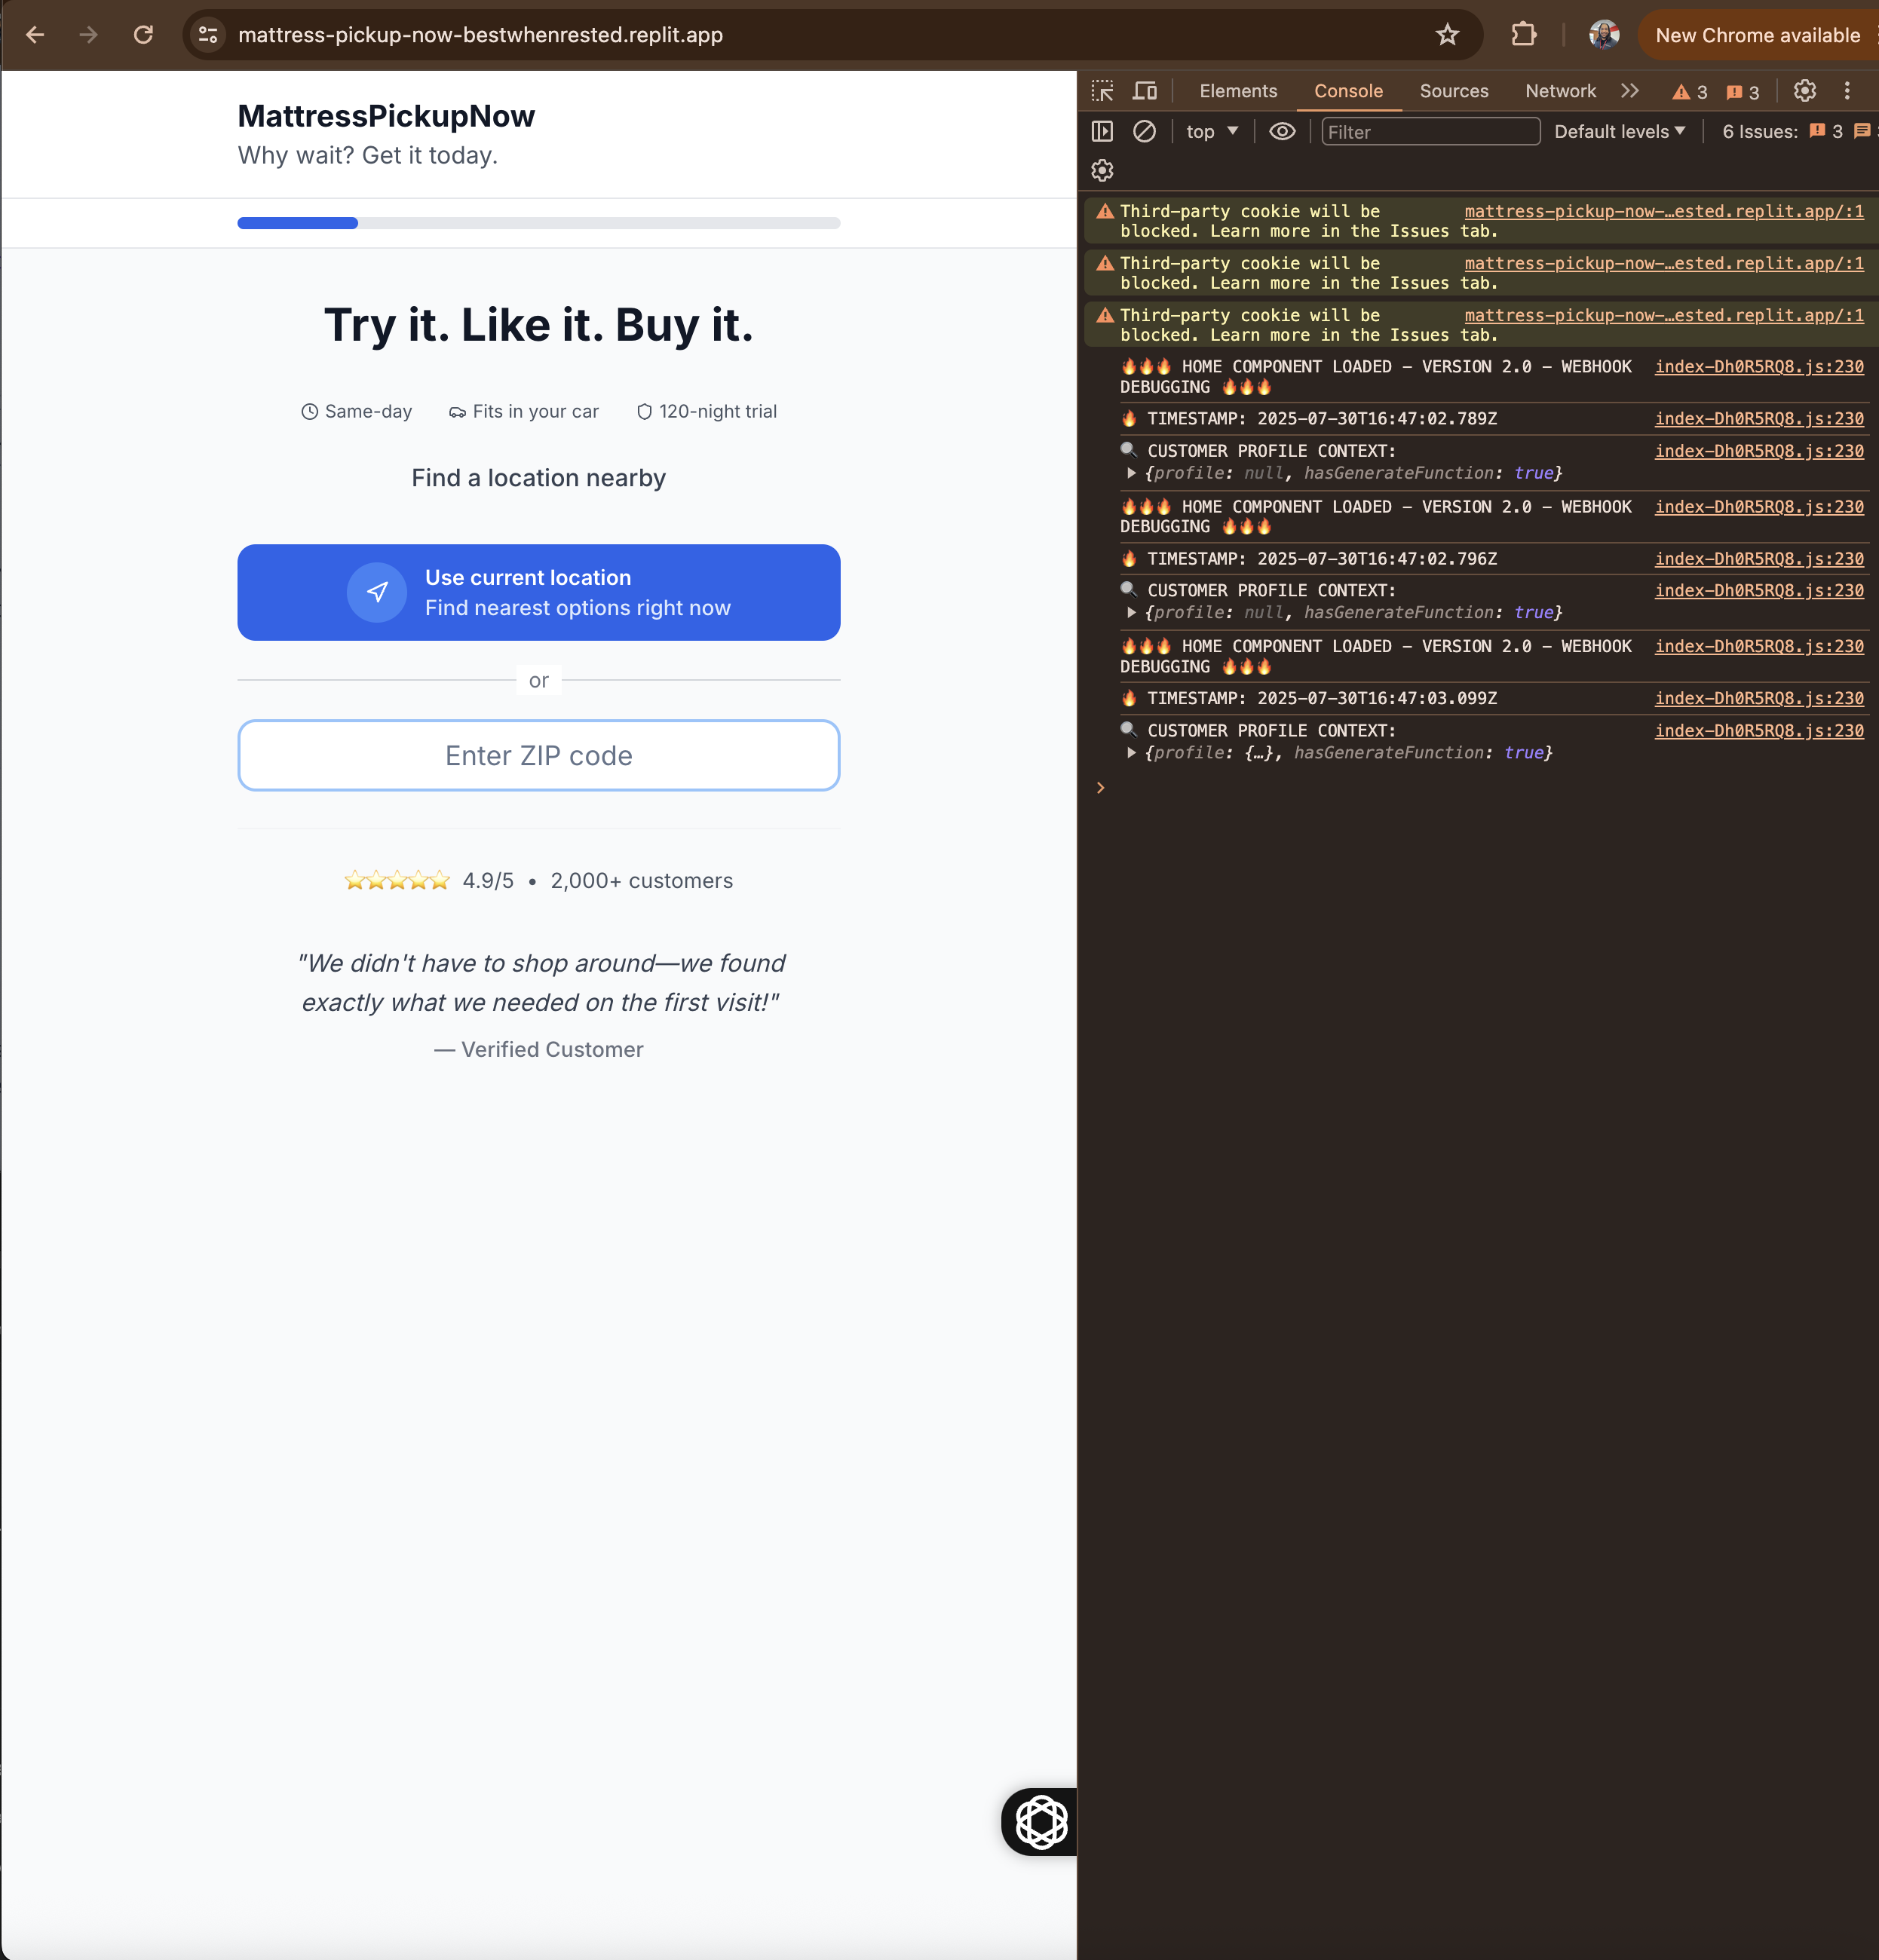 mattress-pickup-now-bestwhenrested.replit.app
New Chrome available
MattressPickupNow
Why wait? Get it today.
Try it. Like it. Buy it.
Same-day Fits in your car 120-night trial
Find a location nearby
Use current location
Find nearest options right now
or
Enter ZIP code
⭐⭐⭐⭐⭐ 4.9/5 • 2,000+ customers
"We didn't have to shop around—we found
exactly what we needed on the first visit!"
— Verified Customer
Elements Console Sources Network 3 3
top Filter Default levels 6 Issues: 3
Third-party cookie will be mattress-pickup-now-…ested.replit.app/:1
blocked. Learn more in the Issues tab.
Third-party cookie will be mattress-pickup-now-…ested.replit.app/:1
blocked. Learn more in the Issues tab.
Third-party cookie will be mattress-pickup-now-…ested.replit.app/:1
blocked. Learn more in the Issues tab.
🔥🔥🔥 HOME COMPONENT LOADED - VERSION 2.0 - WEBHOOK index-Dh0R5RQ8.js:230
DEBUGGING 🔥🔥🔥
🔥 TIMESTAMP: 2025-07-30T16:47:02.789Z index-Dh0R5RQ8.js:230
🔍 CUSTOMER PROFILE CONTEXT: index-Dh0R5RQ8.js:230
{profile: null, hasGenerateFunction: true}
🔥🔥🔥 HOME COMPONENT LOADED - VERSION 2.0 - WEBHOOK index-Dh0R5RQ8.js:230
DEBUGGING 🔥🔥🔥
🔥 TIMESTAMP: 2025-07-30T16:47:02.796Z index-Dh0R5RQ8.js:230
🔍 CUSTOMER PROFILE CONTEXT: index-Dh0R5RQ8.js:230
{profile: null, hasGenerateFunction: true}
🔥🔥🔥 HOME COMPONENT LOADED - VERSION 2.0 - WEBHOOK index-Dh0R5RQ8.js:230
DEBUGGING 🔥🔥🔥
🔥 TIMESTAMP: 2025-07-30T16:47:03.099Z index-Dh0R5RQ8.js:230
🔍 CUSTOMER PROFILE CONTEXT: index-Dh0R5RQ8.js:230
{profile: {…}, hasGenerateFunction: true}